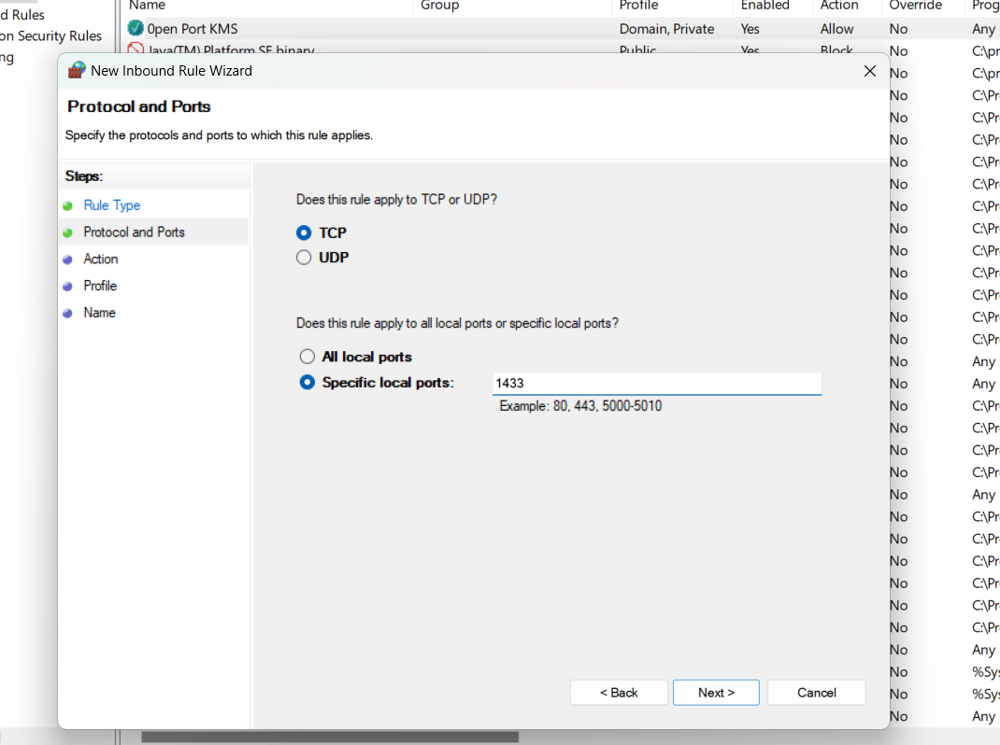 Name Group Profile Enabled Action Override Prog
d Rules
0pen Port KMS Domain, Private Yes Allow No Any
on Security Rules
Java(TM) Platform SE binary Public Yes Block No C:\pr
ng
New Inbound Rule Wizard
No C:\pr
Protocol and Ports
No C:\Pr
Specify the protocols and ports to which this rule applies.
No C:\Pr
No C:\Pr
Steps:
No C:\Pr
Rule Type
Protocol and Ports
Action
Profile
Name
Does this rule apply to TCP or UDP?
TCP
UDP
Does this rule apply to all local ports or specific local ports?
All local ports
Specific local ports: 1433
Example: 80, 443, 5000-5010
< Back Next > Cancel
No C:\Pr
No C:\Pr
No C:\Pr
No C:\Pr
No C:\Pr
No C:\Pr
No C:\Pr
No C:\Pr
No Any
No Any
No C:\Pr
No C:\Pr
No C:\Pr
No C:\Pr
No Any
No C:\Pr
No C:\Pr
No C:\Pr
No C:\Pr
No C:\Pr
No C:\Pr
No Any
No %Sys
No %Sys
No Any